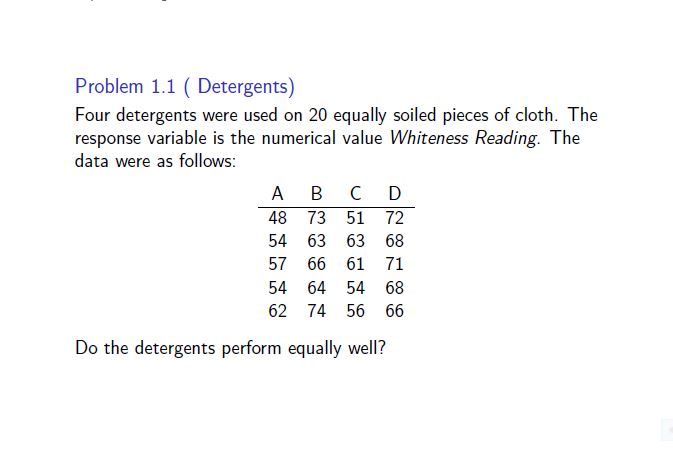 Problem 1.1 ( Detergents)
Four detergents were used on 20 equally soiled pieces of cloth. The
response variable is the numerical value Whiteness Reading. The
data were as follows:
A B C D
48 73 51 72
54 63 63 68
57 66 61 71
54 64 54 68
62 74 56 66
Do the detergents perform equally well?